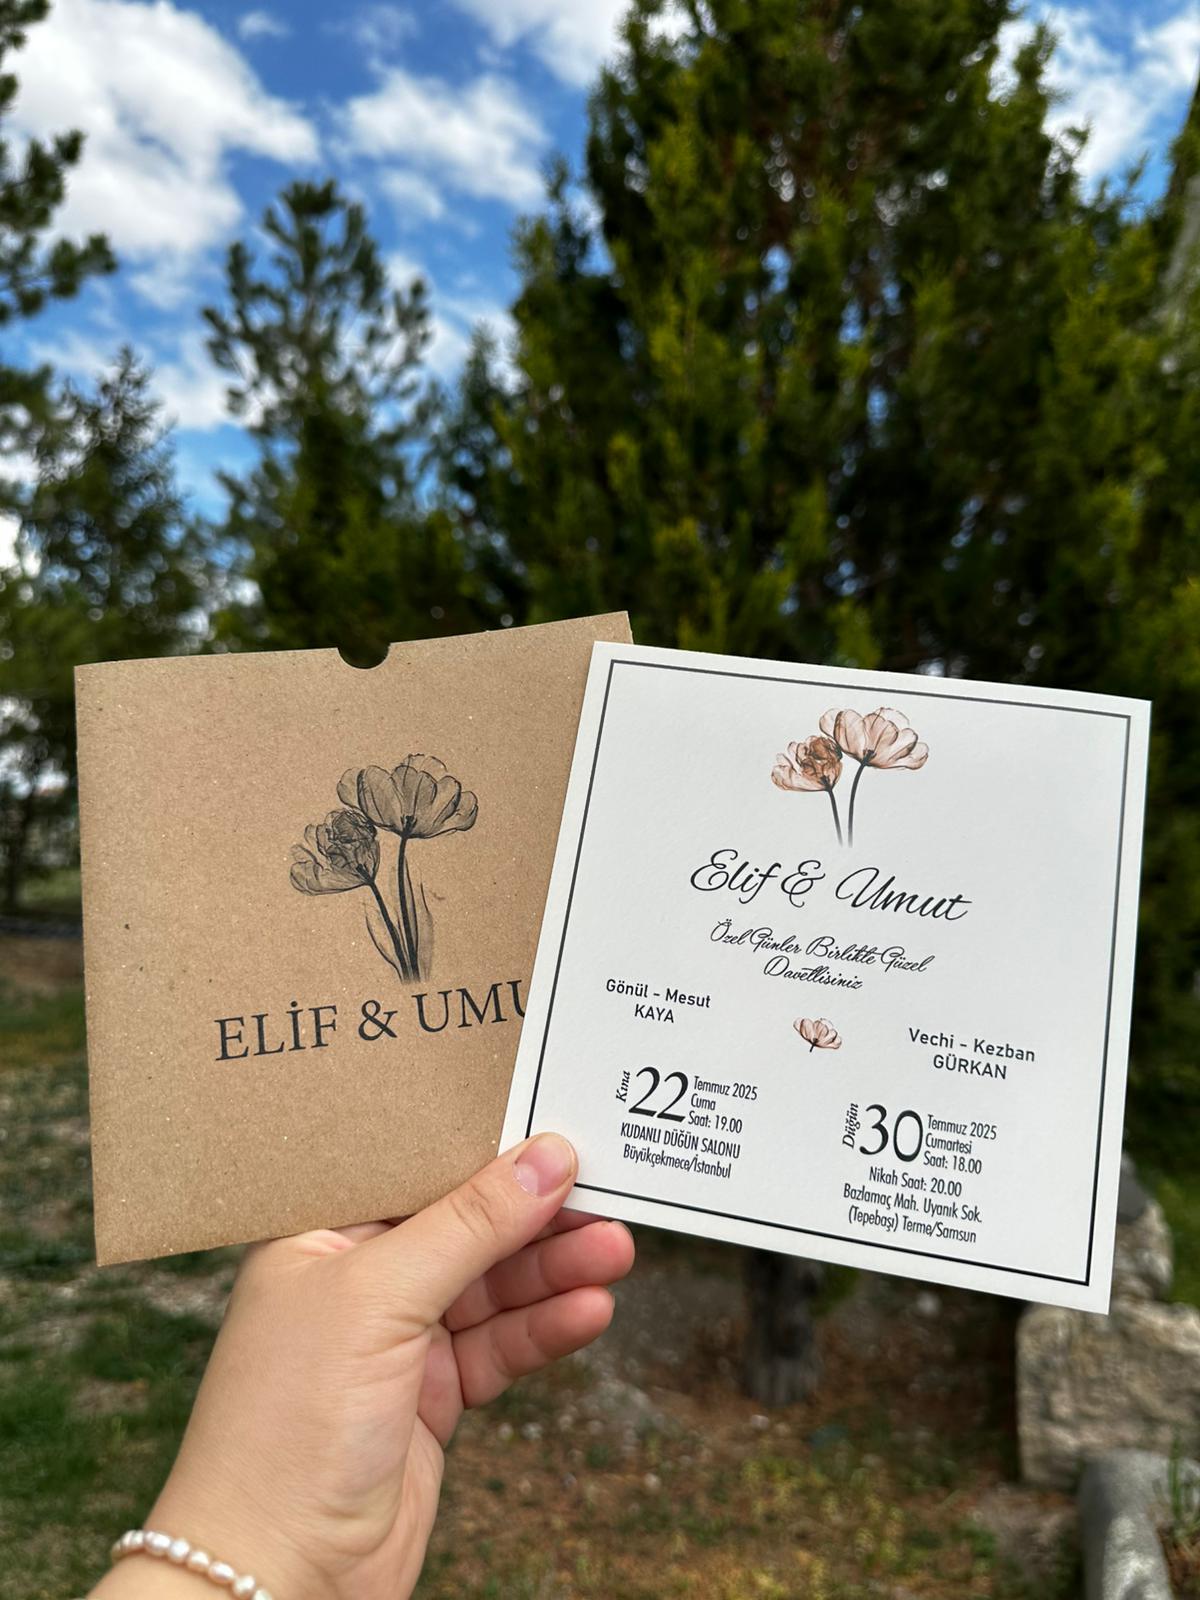 ELİF & UMU
Elif & Umut
Özel Günler Birlikte Güzel
Davetlisiniz
Gönül - Mesut
KAYA
Vechi - Kezban
GÜRKAN
Kına
22
Temmuz 2025
Cuma
Saat: 19.00
KUDANLI DÜĞÜN SALONU
Büyükçekmece/İstanbul
Düğün
30
Temmuz 2025
Cumartesi
Saat: 18.00
Nikah Saat: 20.00
Bazlamaç Mah. Uyanık Sok.
(Tepebaşı) Terme/Samsun